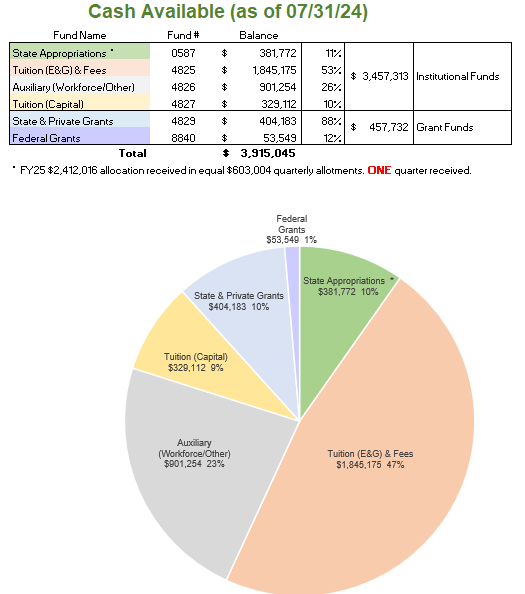 Cash Available (as of 07/31/24)
Fund Name Fund # Balance
State Appropriations * 0587 $ 381,772 11%
Tuition (E&G) & Fees 4825 $ 1,845,175 53% $ 3,457,313 Institutional Funds
Auxiliary (Workforce/Other) 4826 $ 901,254 26%
Tuition (Capital) 4827 $ 329,112 10%
State & Private Grants 4829 $ 404,183 88% $ 457,732 Grant Funds
Federal Grants 8840 $ 53,549 12%
Total $ 3,915,045
* FY25 $2,412,016 allocation received in equal $603,004 quarterly allotments. ONE quarter received.
Federal
Grants
$53,549 1%
State Appropriations *
$381,772 10%
State & Private Grants
$404,183 10%
Tuition (Capital)
$329,112 9%
Auxiliary
(Workforce/Other)
$901,254 23%
Tuition (E&G) & Fees
$1,845,175 47%